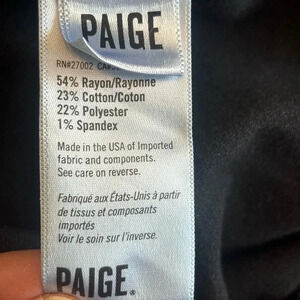 PAIGE
RN#27002 CA#
54% Rayon/Rayonne
23% Cotton/Coton
22% Polyester
1% Spandex
Made in the USA of Imported
fabric and components.
See care on reverse.
Fabriqué aux États-Unis à partir
de tissus et composants
importés
Voir le soin sur l'inverse.
PAIGE®